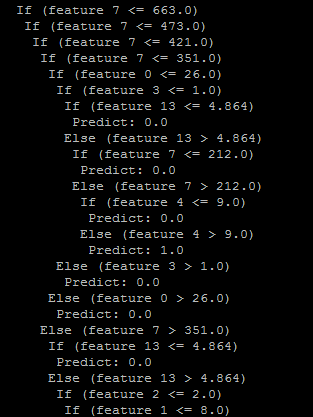 If (feature 7 <= 663.0)
If (feature 7 <= 473.0)
If (feature 7 <= 421.0)
If (feature 7 <= 351.0)
If (feature 0 <= 26.0)
If (feature 3 <= 1.0)
If (feature 13 <= 4.864)
Predict: 0.0
Else (feature 13 > 4.864)
If (feature 7 <= 212.0)
Predict: 0.0
Else (feature 7 > 212.0)
If (feature 4 <= 9.0)
Predict: 0.0
Else (feature 4 > 9.0)
Predict: 1.0
Else (feature 3 > 1.0)
Predict: 0.0
Else (feature 0 > 26.0)
Predict: 0.0
Else (feature 7 > 351.0)
If (feature 13 <= 4.864)
Predict: 0.0
Else (feature 13 > 4.864)
If (feature 2 <= 2.0)
If (feature 1 <= 8.0)